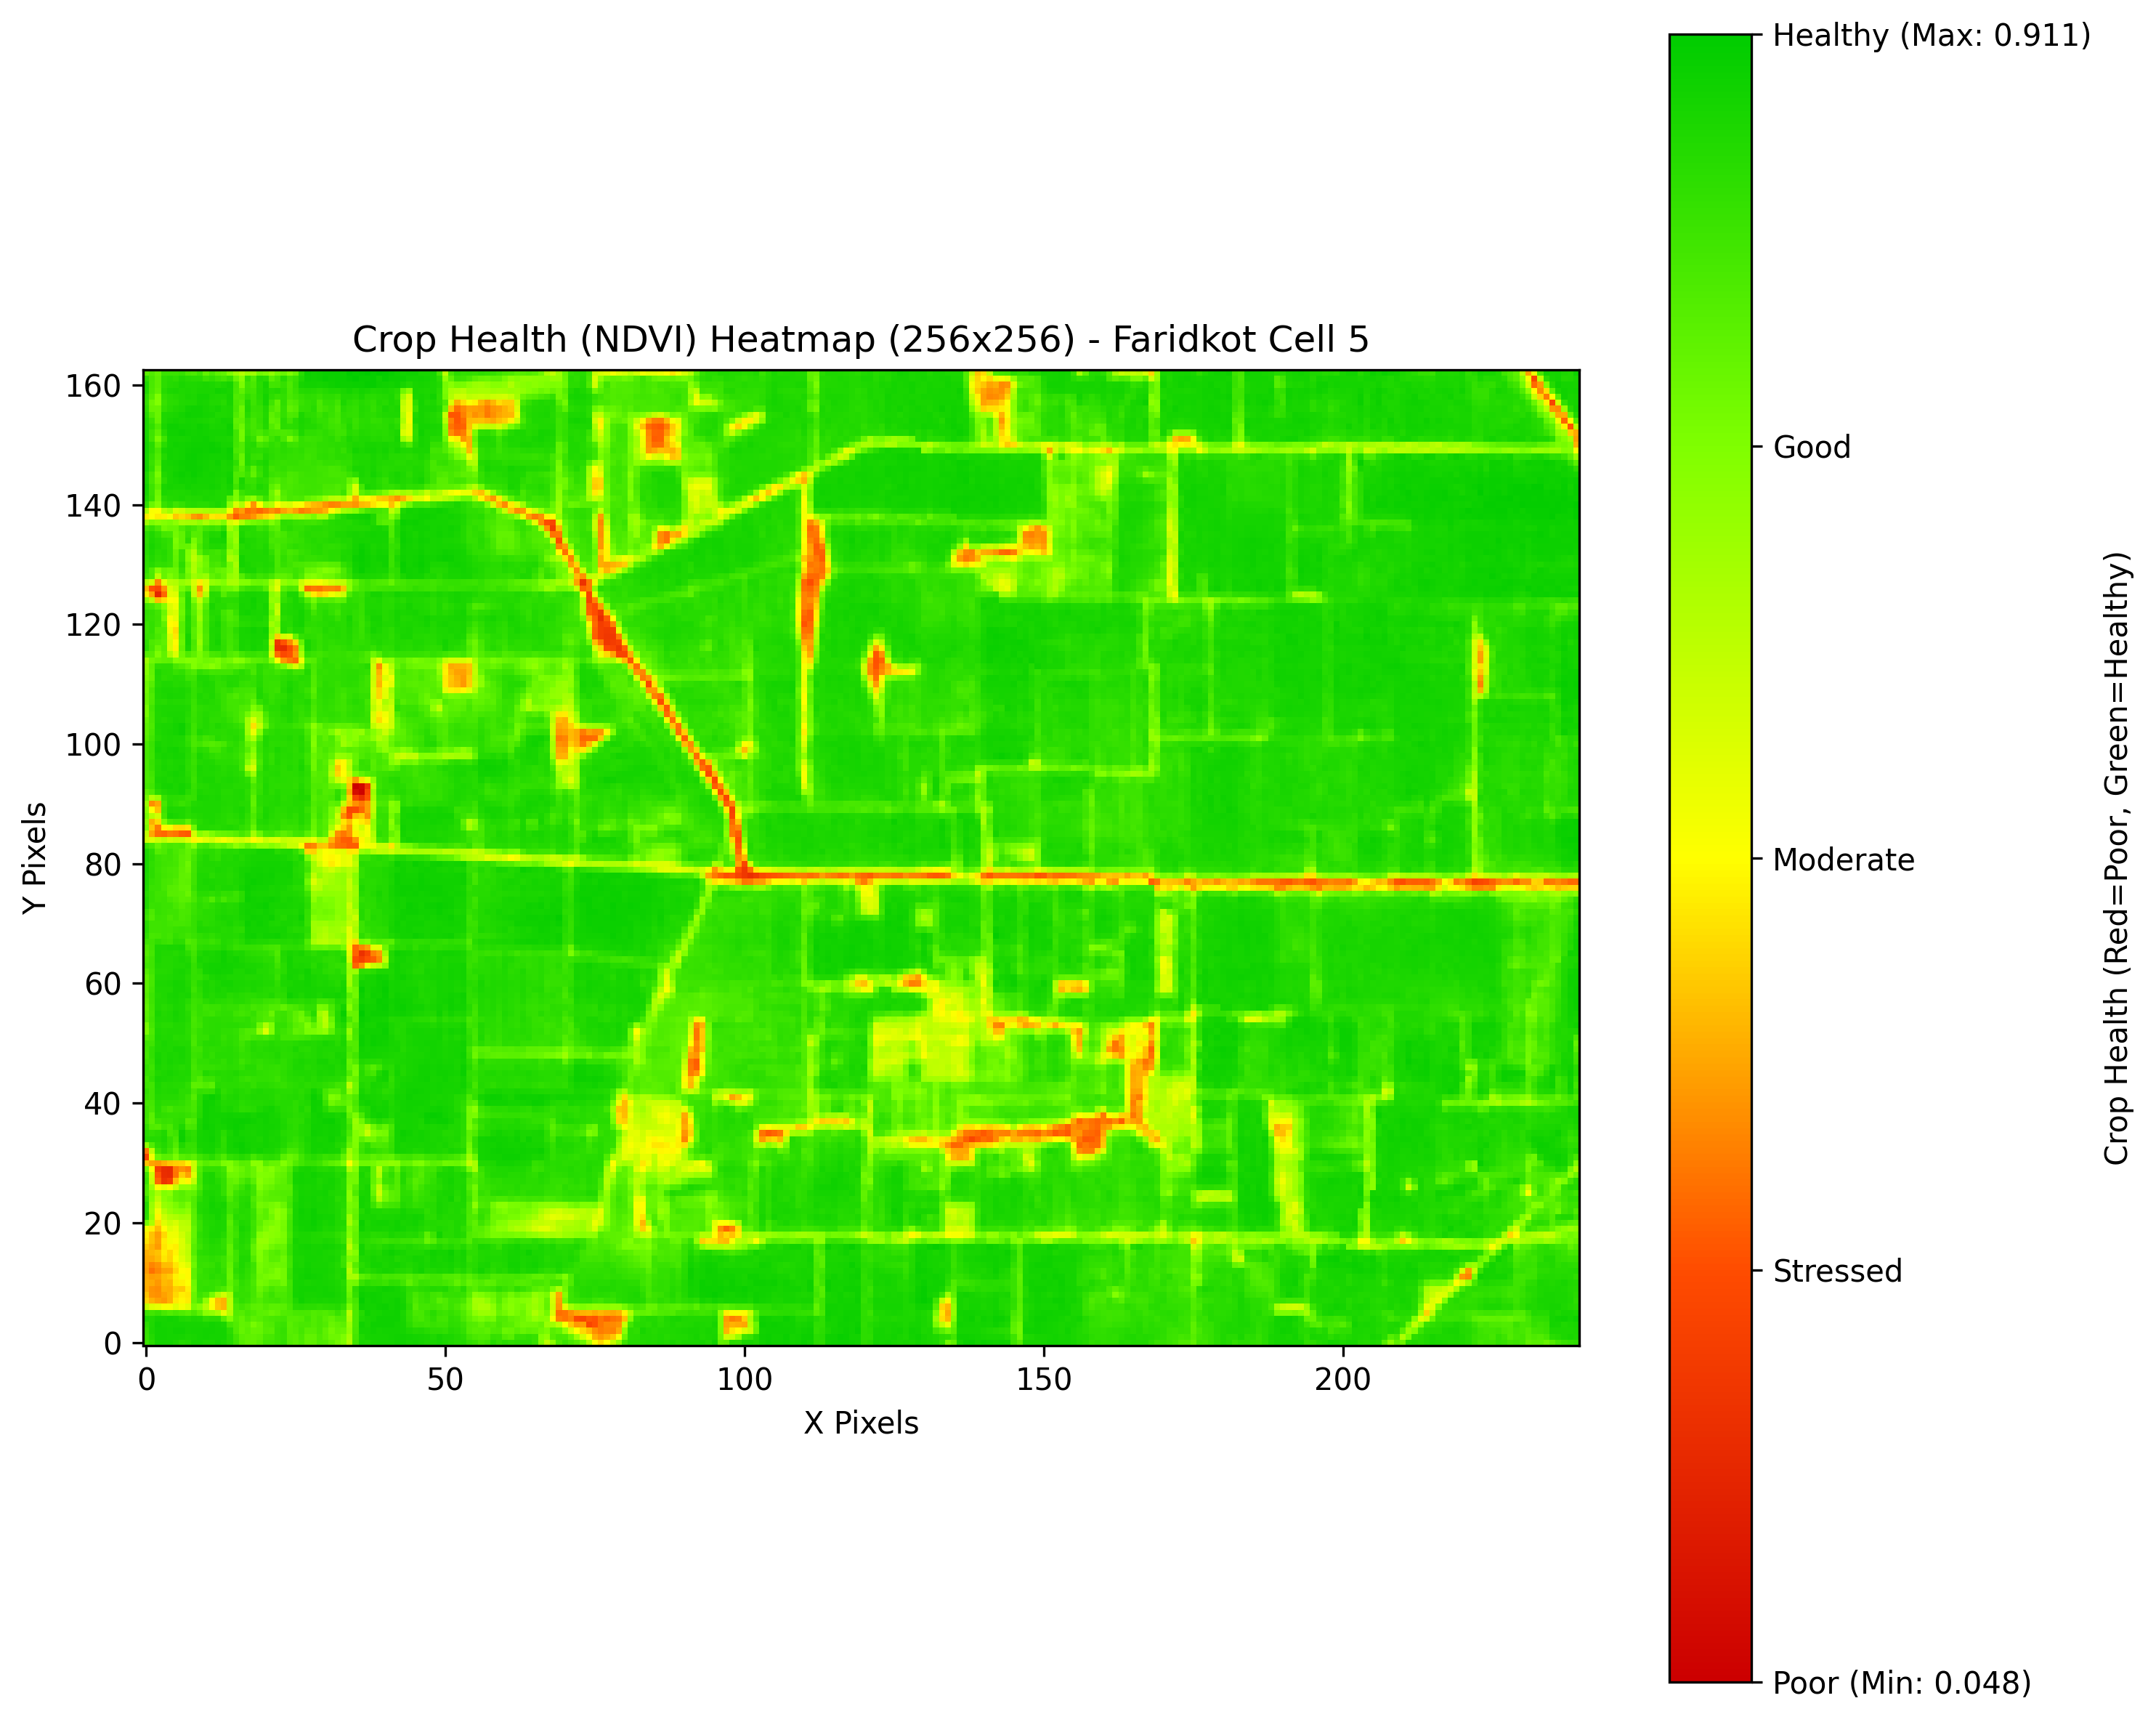 Crop Health (NDVI) Heatmap (256x256) - Faridkot Cell 5
160
140
120
100
80
60
40
20
0
Y Pixels
0 50 100 150 200
X Pixels
Healthy (Max: 0.911)
Good
Moderate
Stressed
Poor (Min: 0.048)
Crop Health (Red=Poor, Green=Healthy)